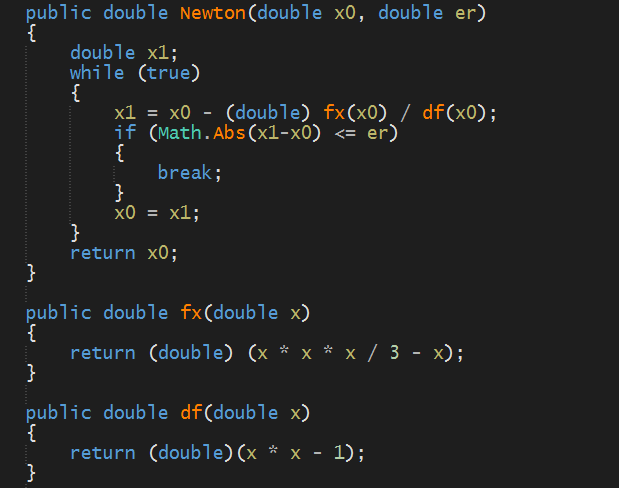 public double Newton(double x0, double er)
{
    double x1;
    while (true)
    {
        x1 = x0 - (double) fx(x0) / df(x0);
        if (Math.Abs(x1-x0) <= er)
        {
            break;
        }
        x0 = x1;
    }
    return x0;
}

public double fx(double x)
{
    return (double) (x * x * x / 3 - x);
}

public double df(double x)
{
    return (double)(x * x - 1);
}